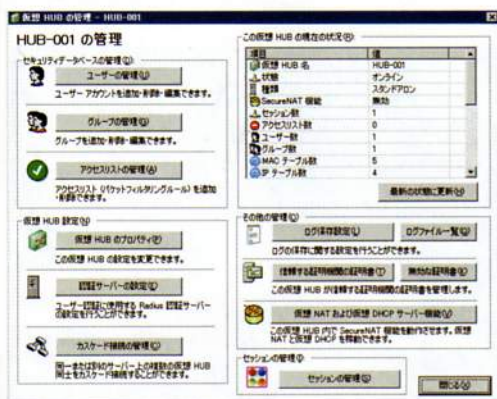 仮想 HUB の管理 - HUB-001
HUB-001 の管理
セキュリティデータベースの管理(D)
ユーザーの管理(U)
ユーザー アカウントを追加・削除・編集できます。
グループの管理(G)
グループを追加・削除・編集できます。
アクセスリストの管理(A)
アクセスリスト (パケットフィルタリングルール) を追加・削除できます。
仮想 HUB 設定(N)
仮想 HUB のプロパティ(P)
この仮想 HUB の設定を変更できます。
認証サーバーの設定(C)
ユーザー認証に使用する Radius 認証サーバーの設定を行うことができます。
カスケード接続の管理(C)
同一または別のサーバー上の複数の仮想 HUB 同士をカスケード接続することができます。
この仮想 HUB の現在の状況(R)
項目 値
仮想 HUB 名 HUB-001
状態 オンライン
種類 スタンドアロン
SecureNAT 機能 無効
セッション数 1
アクセスリスト数 0
ユーザー数 1
グループ数 1
MAC テーブル数 5
IP テーブル数 4
最新の状態に更新(H)
その他の管理(O)
ログ保存設定(L) ログファイル一覧(O)
ログの保存に関する設定を行うことができます。
信頼する証明機関の証明書(T) 無効な証明書(K)
この仮想 HUB が信頼する証明機関の証明書を管理します。
仮想 NAT および仮想 DHCP サーバー機能(V)
この仮想 HUB 内で SecureNAT 機能を動作させます。仮想 NAT と仮想 DHCP を稼動できます。
セッションの管理(I)
セッションの管理(S)
閉じる(X)